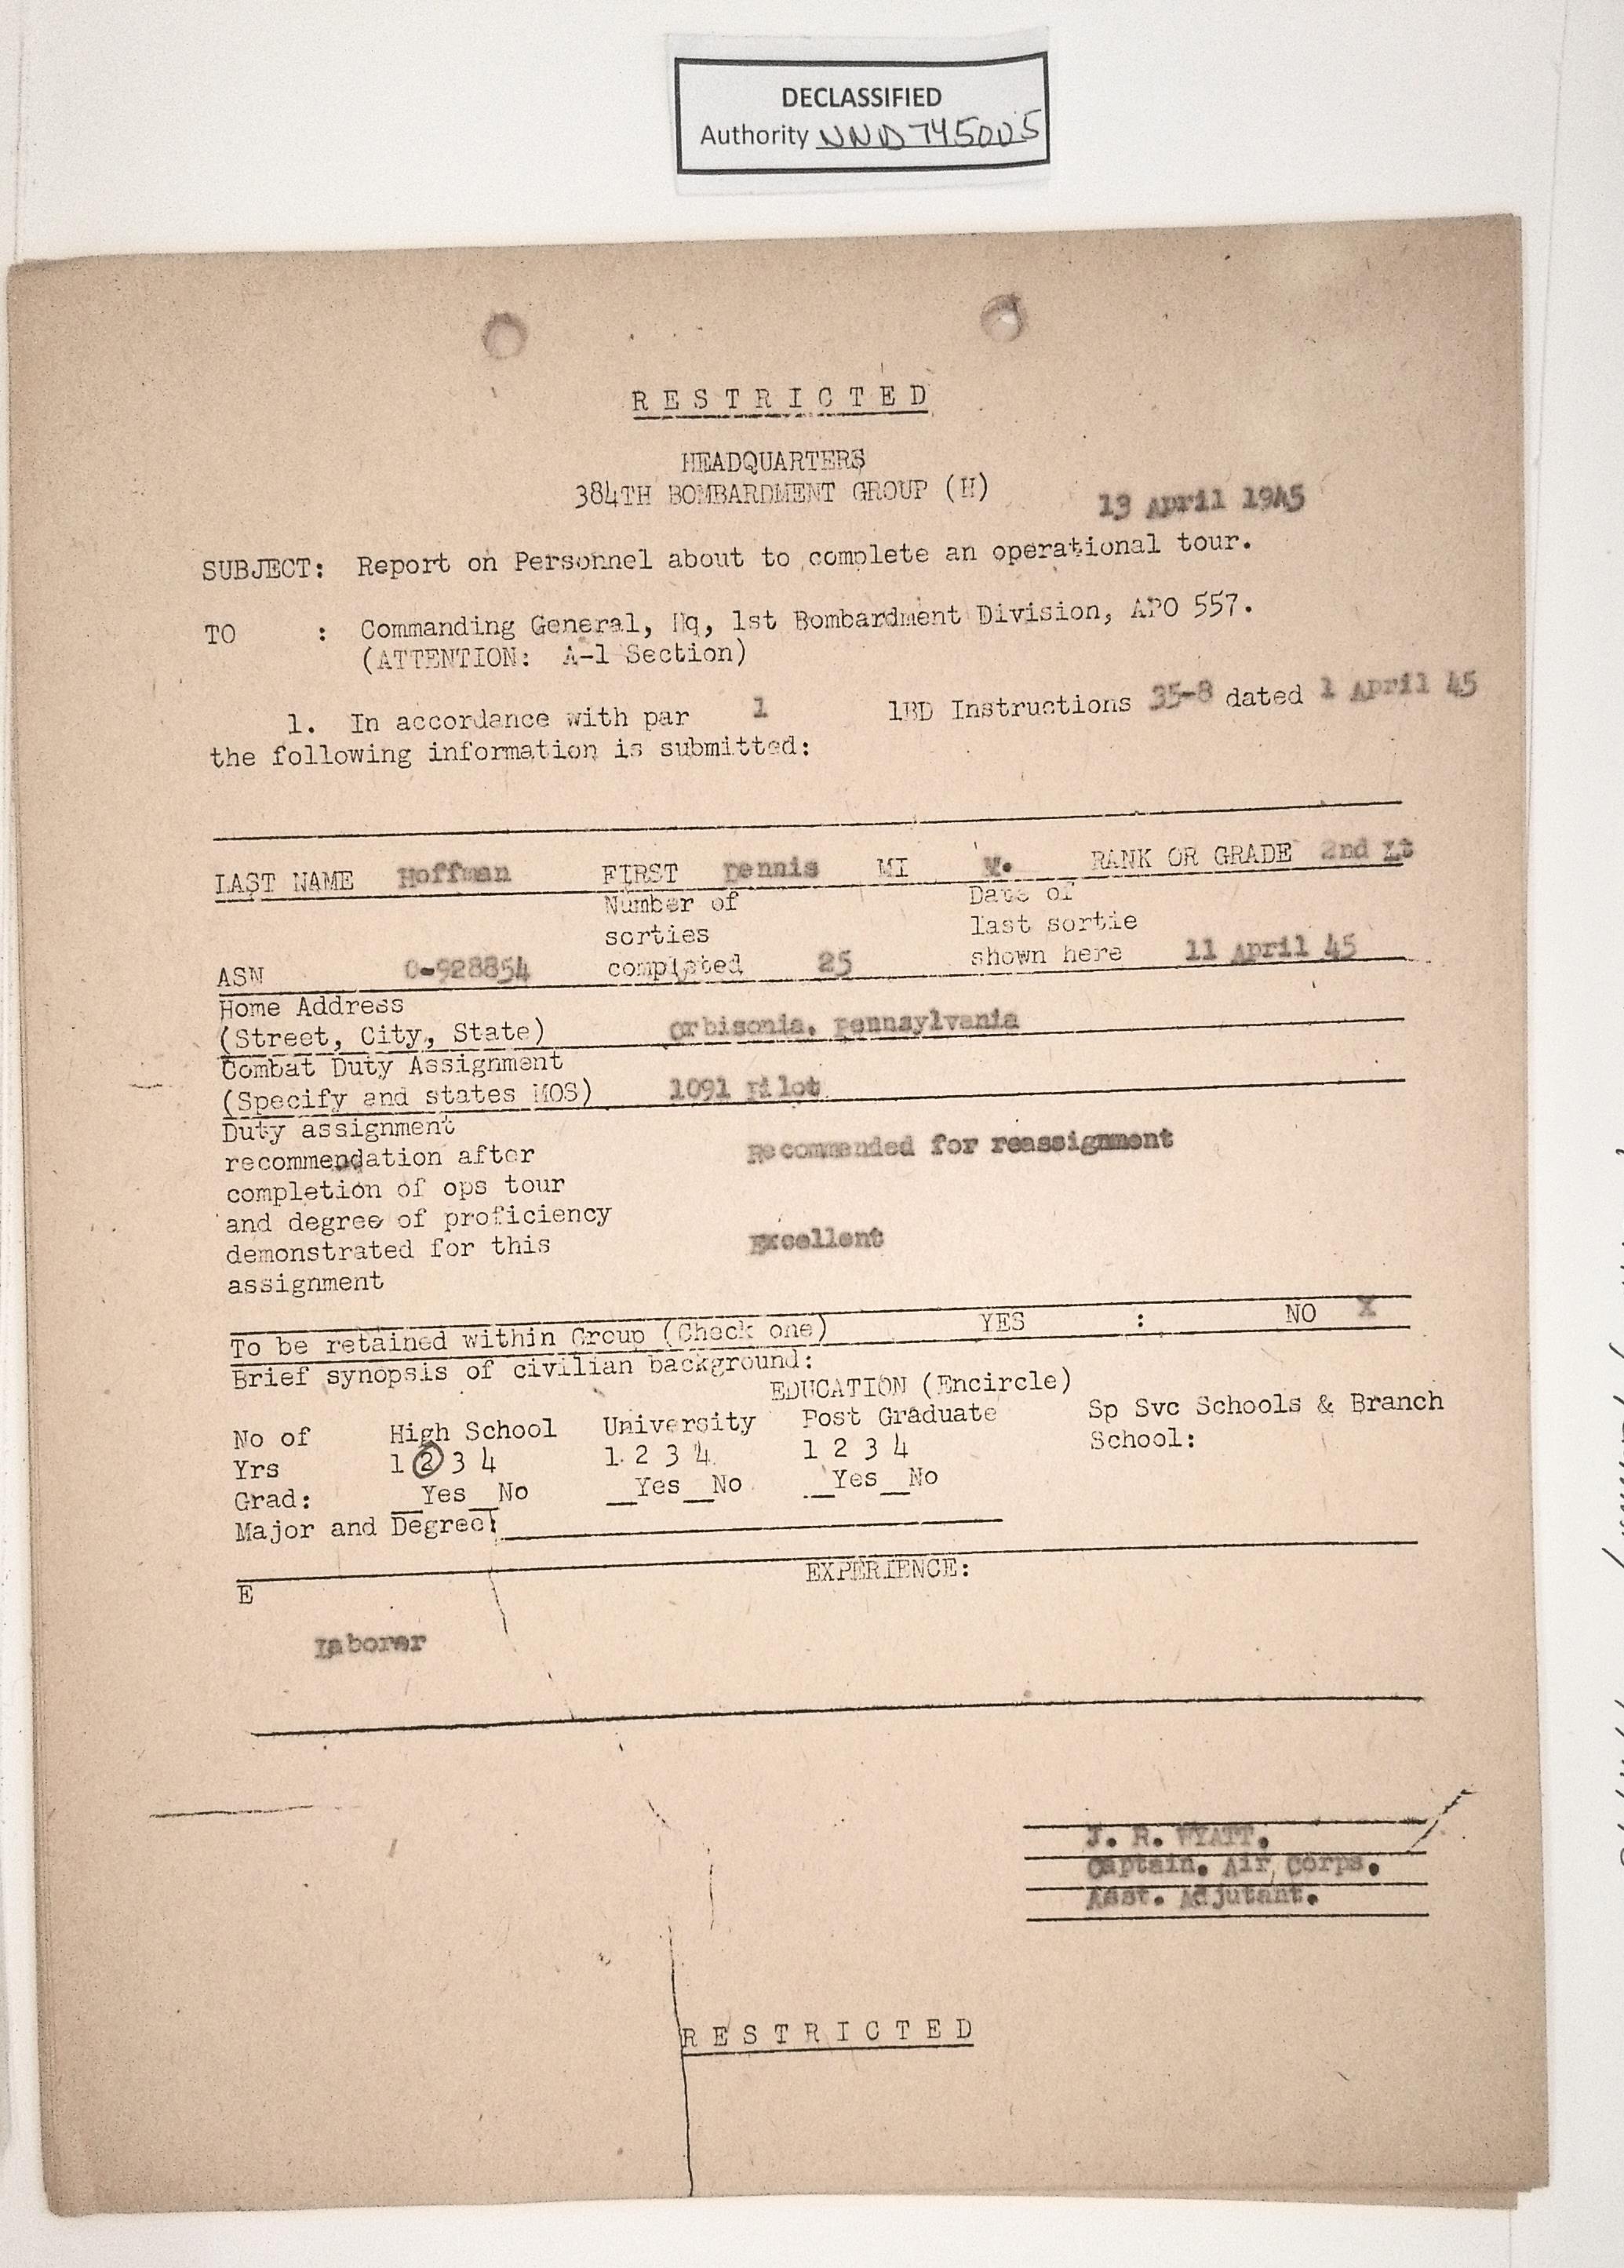 DECLASSIFIED
Authority NND 745005
RESTRICTED
HEADQUARTERS
384TH BOMBARDMENT GROUP (H)
13 April 1945
SUBJECT: Report on Personnel about to complete an operational tour.
TO : Commanding General, Hq, 1st Bombardment Division, APO 557.
(ATTENTION: A-1 Section)
1. In accordance with par 1 1BD Instructions 35-8 dated 1 April 45
the following information is submitted:
LAST NAME Hoffman FIRST Dennis MI M. RANK OR GRADE 2nd Lt
Number of Date of
sorties last sortie
ASN O-928854 completed 25 shown here 11 April 45
Home Address
(Street, City, State) Orbisonia, Pennsylvania
Combat Duty Assignment
(Specify and states MOS) 1091 Pilot
Duty assignment
recommendation after Recommended for reassignment
completion of ops tour
and degree of proficiency
demonstrated for this Excellent
assignment
To be retained within Group (Check one) YES : NO X
Brief synopsis of civilian background:
EDUCATION (Encircle)
No of High School University Post Graduate Sp Svc Schools & Branch
Yrs 1 2 3 4 1 2 3 4 1 2 3 4 School:
Grad: __Yes__No __Yes__No __Yes__No
Major and Degree:
EXPERIENCE:
E
Laborer
J. R. WYATT,
Captain, Air Corps,
Asst. Adjutant.
RESTRICTED